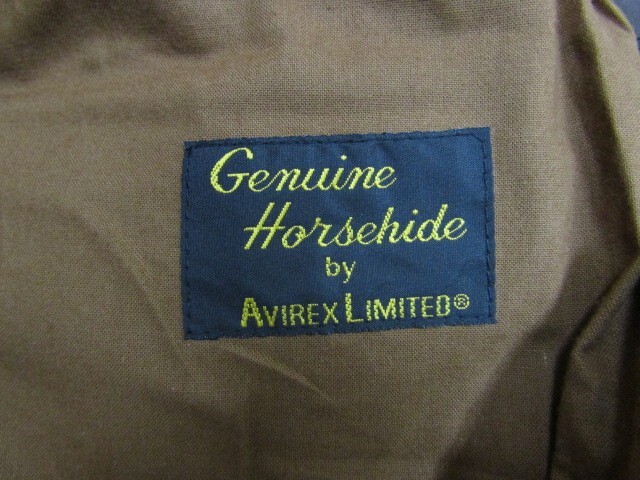 Genuine
Horsehide
by
AVIREX LIMITED®